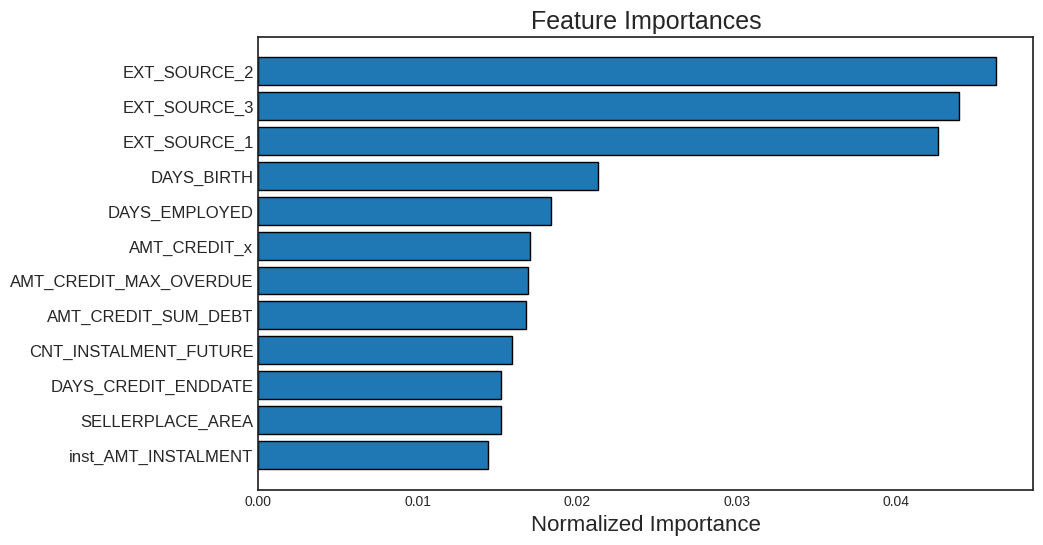 Feature Importances
EXT_SOURCE_2
EXT_SOURCE_3
EXT_SOURCE_1
DAYS_BIRTH
DAYS_EMPLOYED
AMT_CREDIT_x
AMT_CREDIT_MAX_OVERDUE
AMT_CREDIT_SUM_DEBT
CNT_INSTALMENT_FUTURE
DAYS_CREDIT_ENDDATE
SELLERPLACE_AREA
inst_AMT_INSTALMENT
0.00 0.01 0.02 0.03 0.04
Normalized Importance